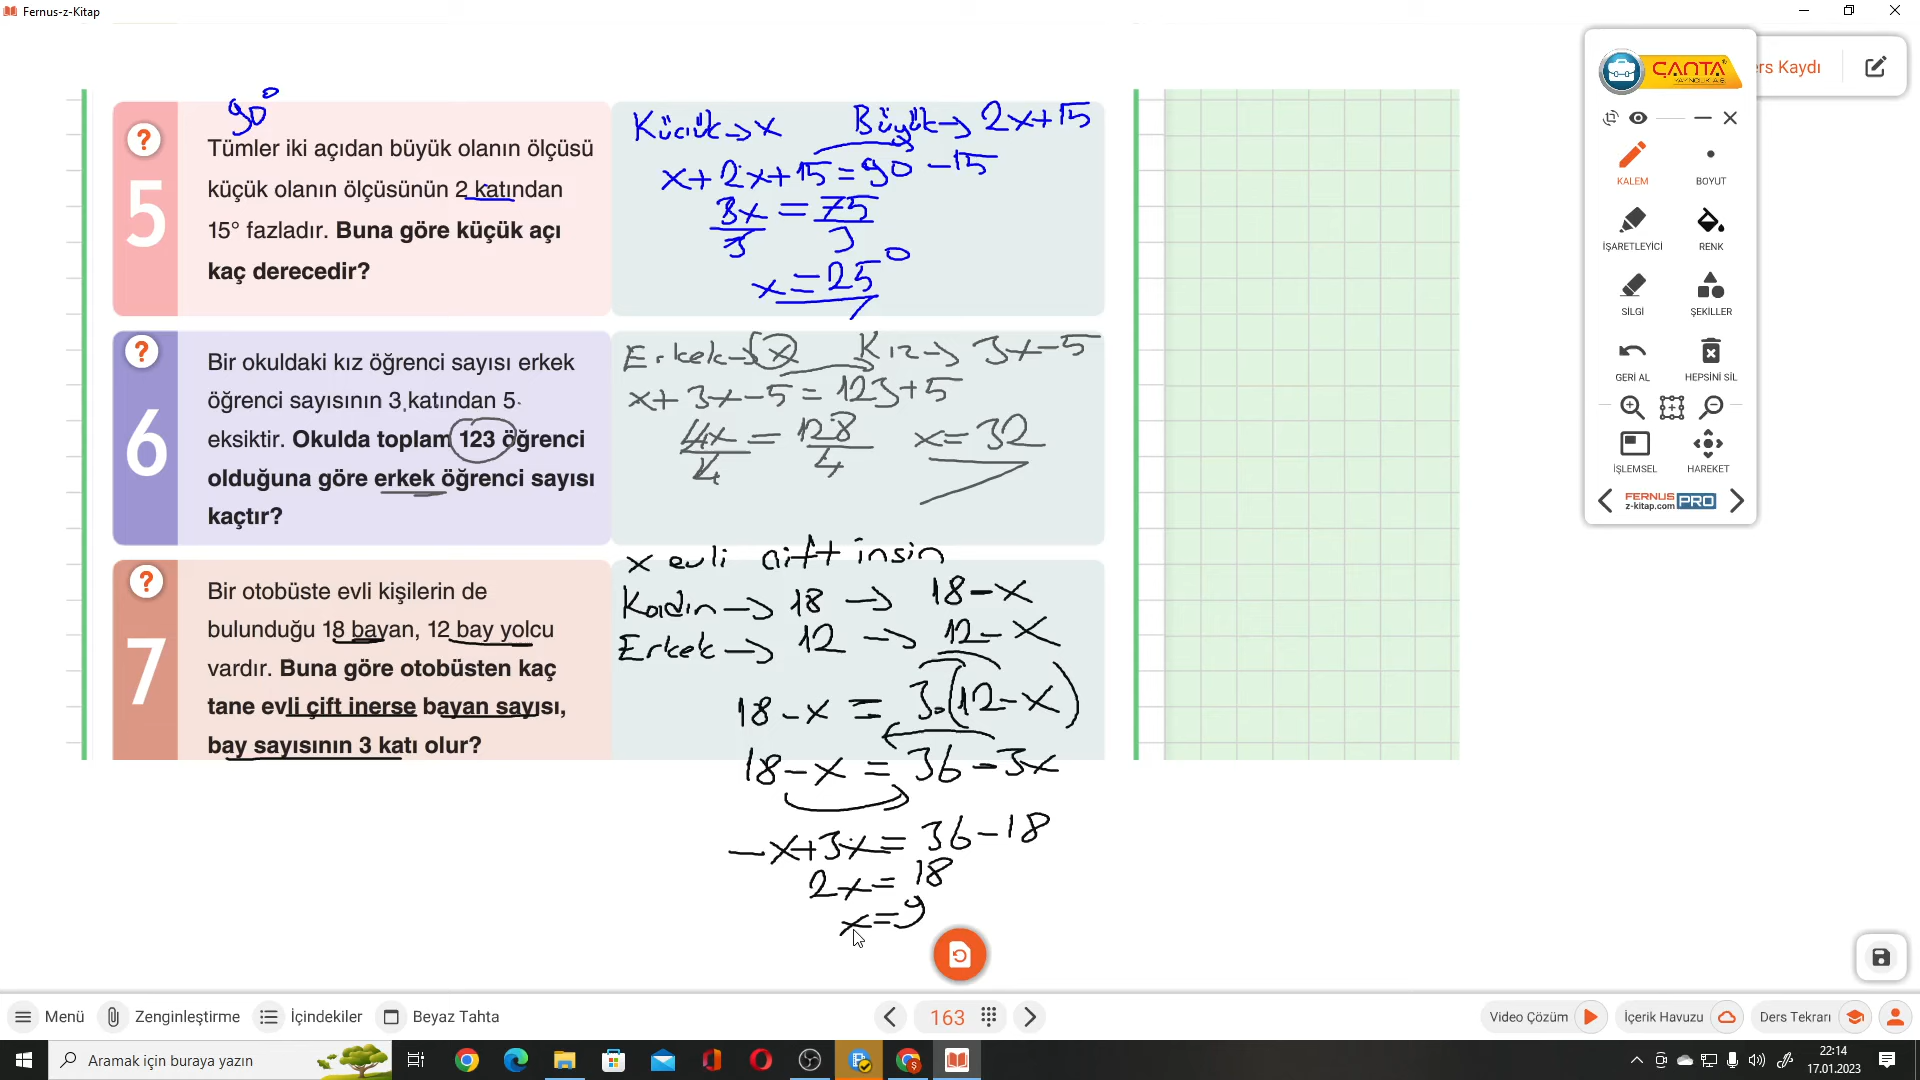 Fernus-z-Kitap
ÇANTA
YAYINCILIK A.Ş.
ers Kaydı
KALEM
BOYUT
İŞARETLEYİCİ
RENK
SİLGİ
ŞEKİLLER
GERİ AL
HEPSİNİ SİL
İŞLEMSEL
HAREKET
FERNUS PRO
z-kitap.com
90°
?
5
Tümler iki açıdan büyük olanın ölçüsü
küçük olanın ölçüsünün 2 katından
15° fazladır. Buna göre küçük açı
kaç derecedir?
Küçük→x Büyük→2x+15
x+2x+15=90-15
3x/3 = 75/3
x=25°
?
6
Bir okuldaki kız öğrenci sayısı erkek
öğrenci sayısının 3 katından 5
eksiktir. Okulda toplam 123 öğrenci
olduğuna göre erkek öğrenci sayısı
kaçtır?
Erkek→x Kız→3x-5
x+3x-5=123+5
4x/4 = 128/4 x=32
?
7
Bir otobüste evli kişilerin de
bulunduğu 18 bayan, 12 bay yolcu
vardır. Buna göre otobüsten kaç
tane evli çift inerse bayan sayısı,
bay sayısının 3 katı olur?
x evli çift insin
Kadın→18→18-x
Erkek→12→12-x
18-x=3.(12-x)
18-x=36-3x
-x+3x=36-18
2x=18
x=9
Menü
Zenginleştirme
İçindekiler
Beyaz Tahta
163
Video Çözüm
İçerik Havuzu
Ders Tekrarı
Aramak için buraya yazın
22:14
17.01.2023